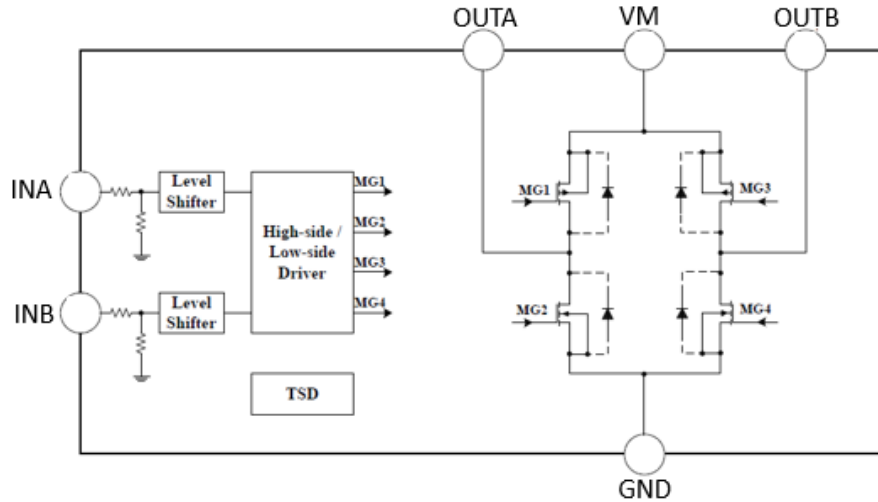 OUTA
VM
OUTB
INA
Level
Shifter
MG1
MG2
MG3
MG4
High-side /
Low-side
Driver
INB
Level
Shifter
TSD
MG1
MG3
MG2
MG4
GND